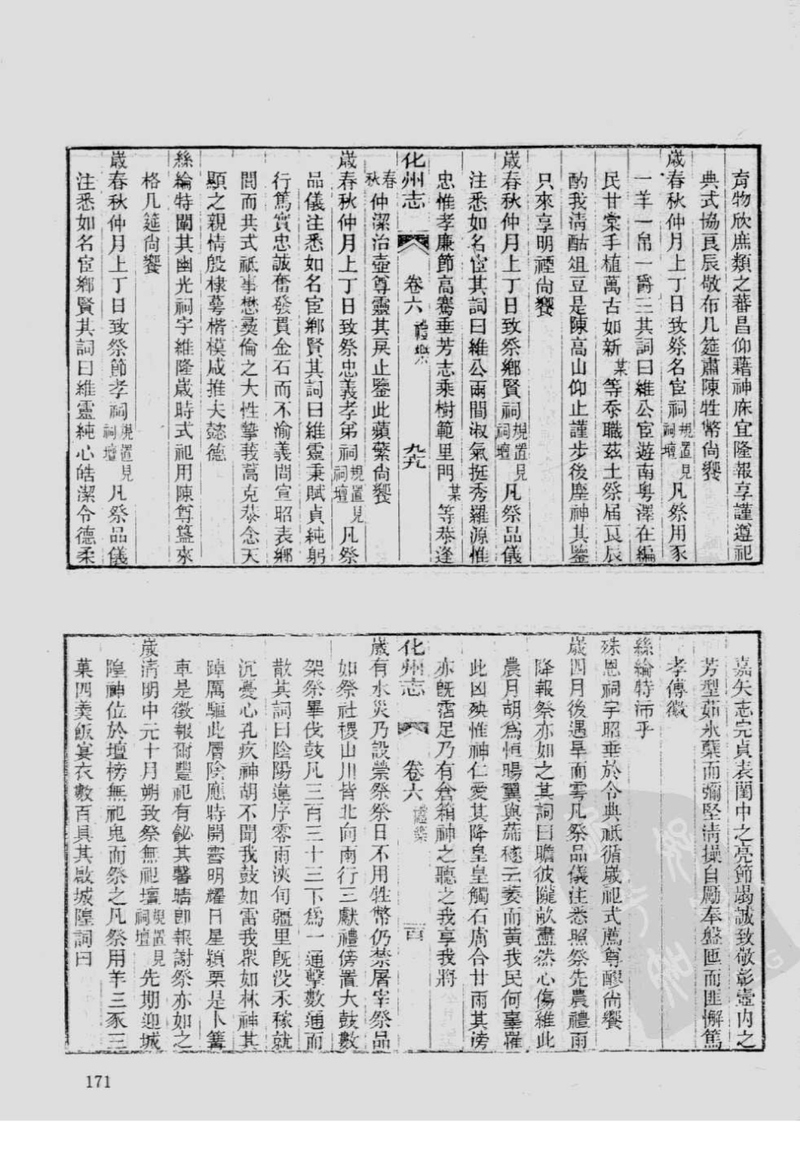 育物欣庶類之蕃昌仰藉神庥宜隆報享謹遵祀
典式協良辰敬布几筵肅陳牲幣尚饗
歲春秋仲月上丁日致祭名宦祠規置見祠壇凡祭用豕
一羊一帛一爵三其詞曰維公宦遊南粵澤在編
民甘棠手植萬古如新某等忝職茲土祭屆良辰
酌我清酤俎豆是陳高山仰止謹步後塵神其鑒
只來享明禋尚饗
歲春秋仲月上丁日致祭鄉賢祠規置見祠壇凡祭品儀
注悉如名宦其詞曰維公兩間淑氣挺秀羅源惟
忠惟孝廉節高騫垂芳志乘樹範里門某等恭逢
化州志
卷六
禮樂
九九
春秋仲潔治壺尊靈其戾止鑒此蘋蘩尚饗
歲春秋仲月上丁日致祭忠義孝弟祠規置見祠壇凡祭
品儀注悉如名宦鄉賢其詞曰維靈秉賦貞純躬
行篤實忠誠奮發貫金石而不渝義問宣昭表鄉
閭而共式祗事懋彝倫之大性摯莪蒿克恭念天
顯之親情殷棣萼楷模咸推夫懿德
絲綸特闡其幽光祠宇維隆歲時式祀用陳尊簋來
格几筵尚饗
歲春秋仲月上丁日致祭節孝祠規置見祠壇凡祭品儀
注悉如名宦鄉賢其詞曰維靈純心皓潔令德柔
嘉矢志完貞表閨中之亮節竭誠致敬彰壼內之
芳型茹氷蘗而彌堅清操自勵奉盤匜而匪懈篤
孝傳徽
絲綸特沛乎
殊恩祠宇昭垂於令典祇循歲祀式薦尊醪尚饗
歲四月後遇旱而雩凡祭品儀注悉照祭先農禮雨
降報祭亦如之其詞曰瞻彼隴畝盡然心傷維此
農月胡為恒暘翼與茂穟云萎而黃我民何辜罹
此凶殃惟神仁愛其降皇皇觸石膚合甘雨其滂
亦旣霑足乃有倉箱神之聽之我享我將
化州志
卷六
禮樂
一百
歲有水災乃設禜祭祭日不用牲幣仍禁屠宰祭品
如祭社稷山川皆北向南行三獻禮傍置大鼓數
架祭畢伐鼓凡三百三十三下為一通擊數通而
散其詞曰陰陽違序零雨浹旬疆里旣沒禾稼就
沉憂心孔疚神胡不聞我鼓如雷我眾如林神其
踔厲驅此層陰應時開霽明耀日星穎栗是卜篝
車是徵報爾豐祀有飶其馨晴卽報謝祭亦如之
歲清明中元十月朔致祭無祀壇規置見祠壇先期迎城
隍神位於壇榜無祀鬼而祭之凡祭用羊三豕三
菓四羹飯宴衣數百具其啟城隍詞曰
171